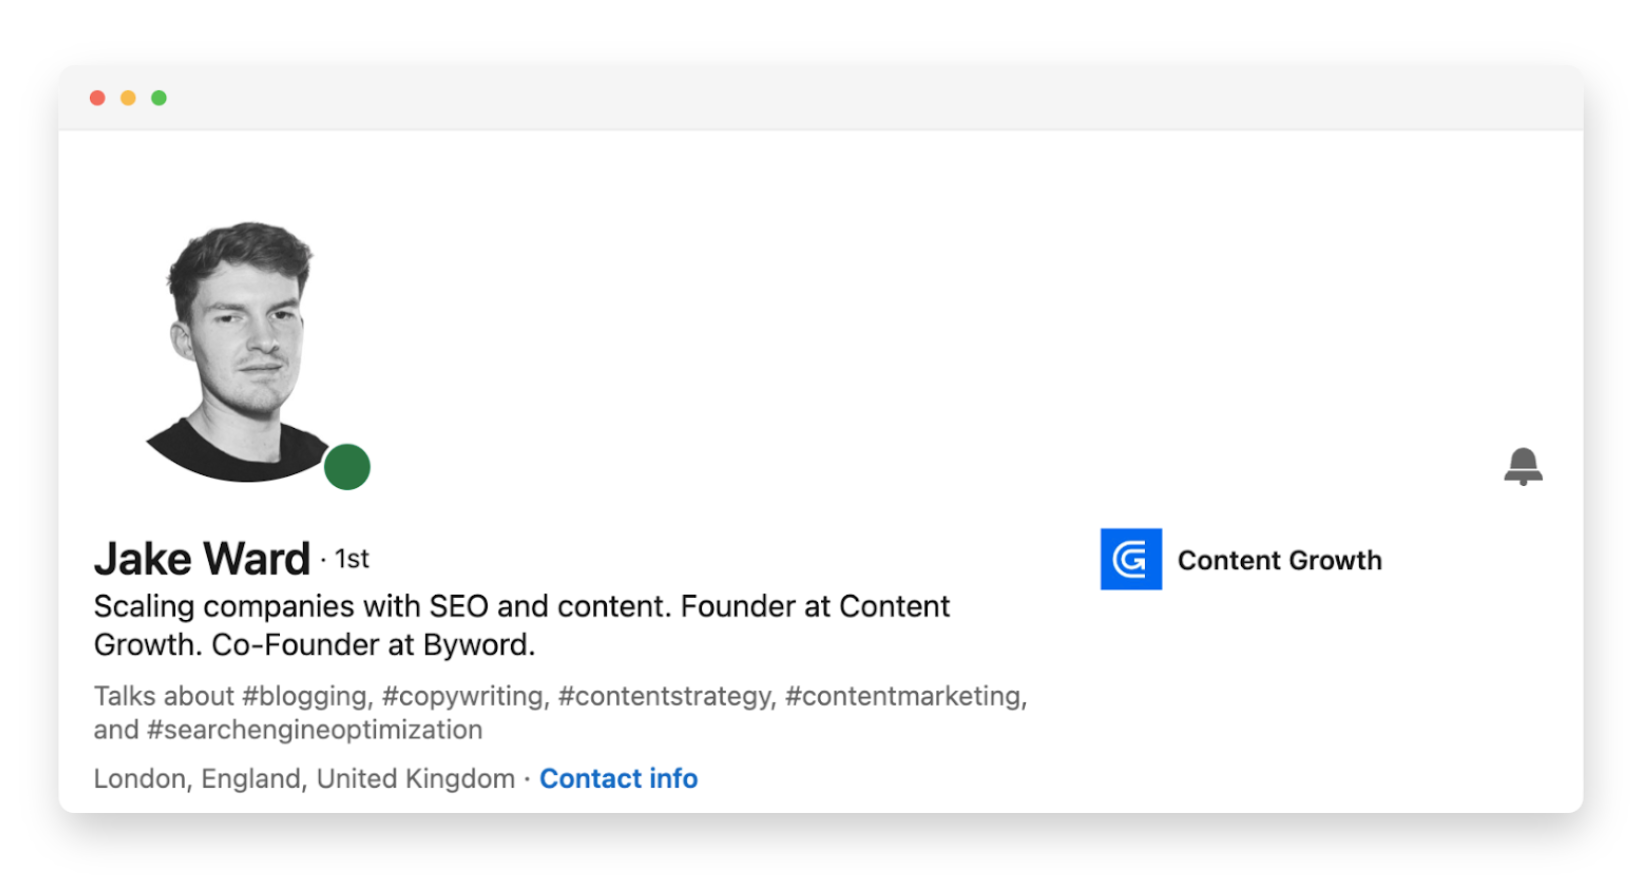 Jake Ward · 1st
Content Growth
Scaling companies with SEO and content. Founder at Content
Growth. Co-Founder at Byword.
Talks about #blogging, #copywriting, #contentstrategy, #contentmarketing,
and #searchengineoptimization
London, England, United Kingdom · Contact info